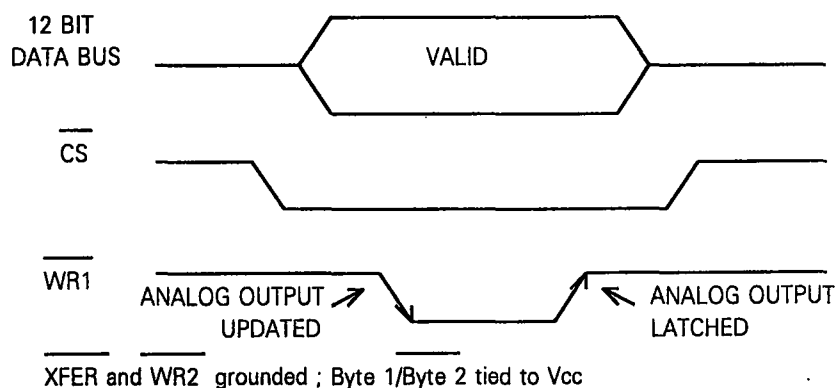 12 BIT
DATA BUS
VALID
CS
WR1
ANALOG OUTPUT
UPDATED
ANALOG OUTPUT
LATCHED
XFER and WR2 grounded ; Byte 1/Byte 2 tied to Vcc